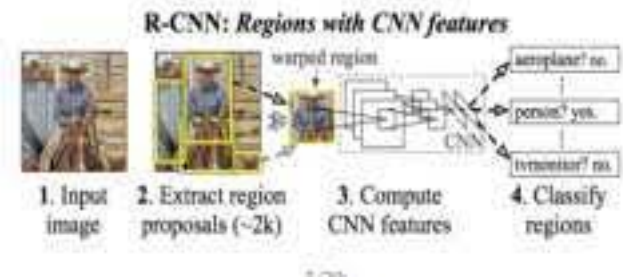 R-CNN: Regions with CNN features
warped region
aeroplane? no.
person? yes.
tvmonitor? no.
CNN
1. Input image
2. Extract region proposals (~2k)
3. Compute CNN features
4. Classify regions